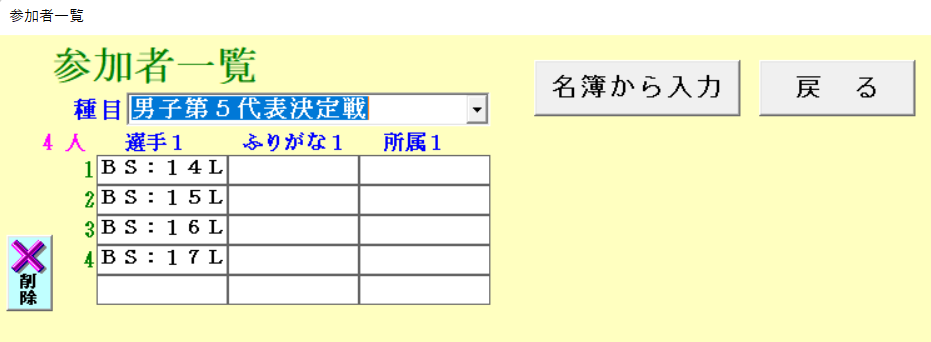 参加者一覧
参加者一覧
名簿から入力
戻　る
種目 男子第５代表決定戦
4 人 選手１ ふりがな１ 所属１
1 ＢＳ：１４Ｌ
2 ＢＳ：１５Ｌ
3 ＢＳ：１６Ｌ
4 ＢＳ：１７Ｌ
削
除